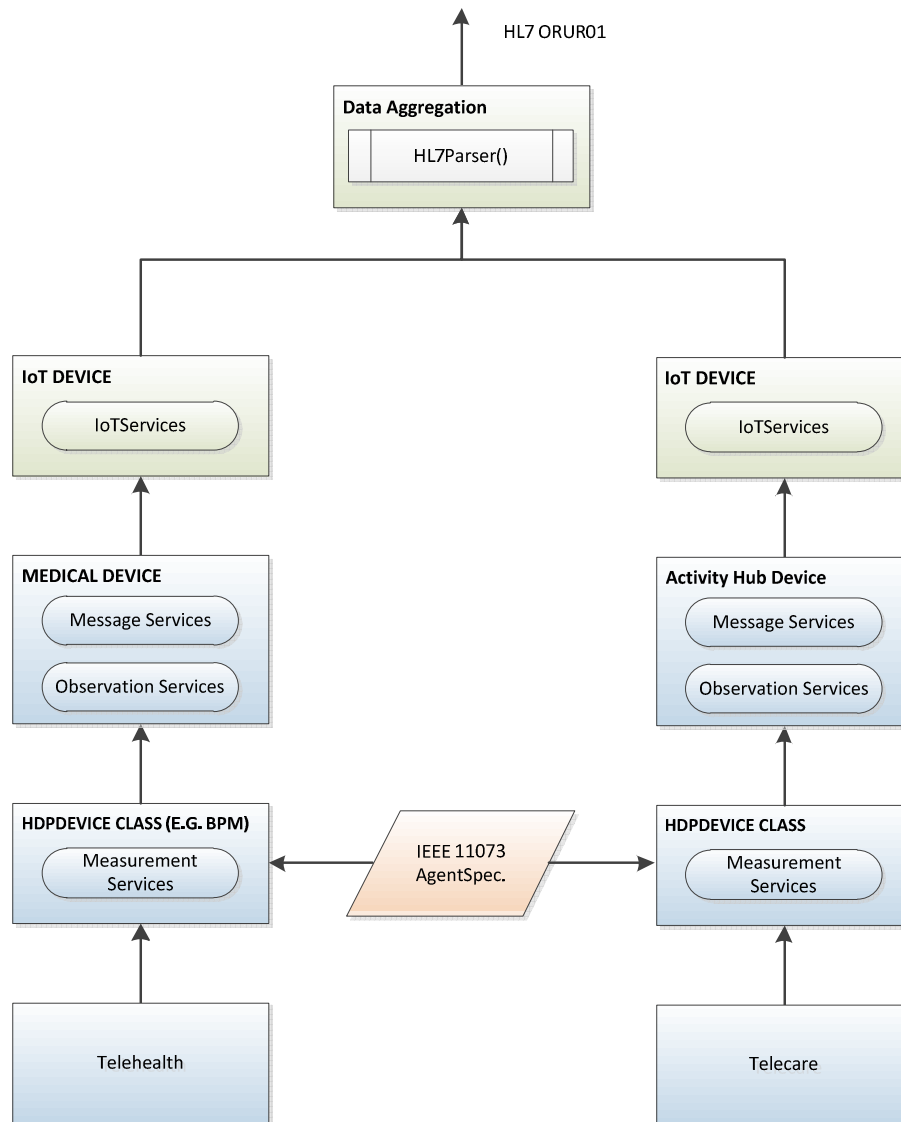 HL7 ORUR01
Data Aggregation
HL7Parser()
IoT DEVICE
IoTServices
IoT DEVICE
IoTServices
MEDICAL DEVICE
Message Services
Observation Services
Activity Hub Device
Message Services
Observation Services
HDPDEVICE CLASS (E.G. BPM)
Measurement
Services
IEEE 11073
AgentSpec.
HDPDEVICE CLASS
Measurement
Services
Telehealth
Telecare